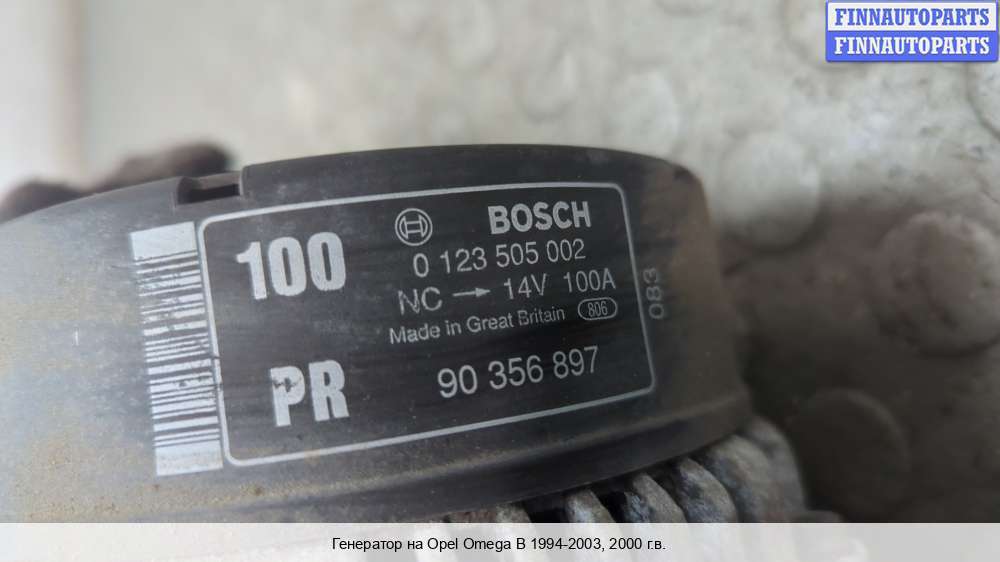 FINNAUTOPARTS
FINNAUTOPARTS
100
BOSCH
0 123 505 002
NC → 14V 100A
Made in Great Britain 806
083
PR
90 356 897
Генератор на Opel Omega B 1994-2003, 2000 г.в.